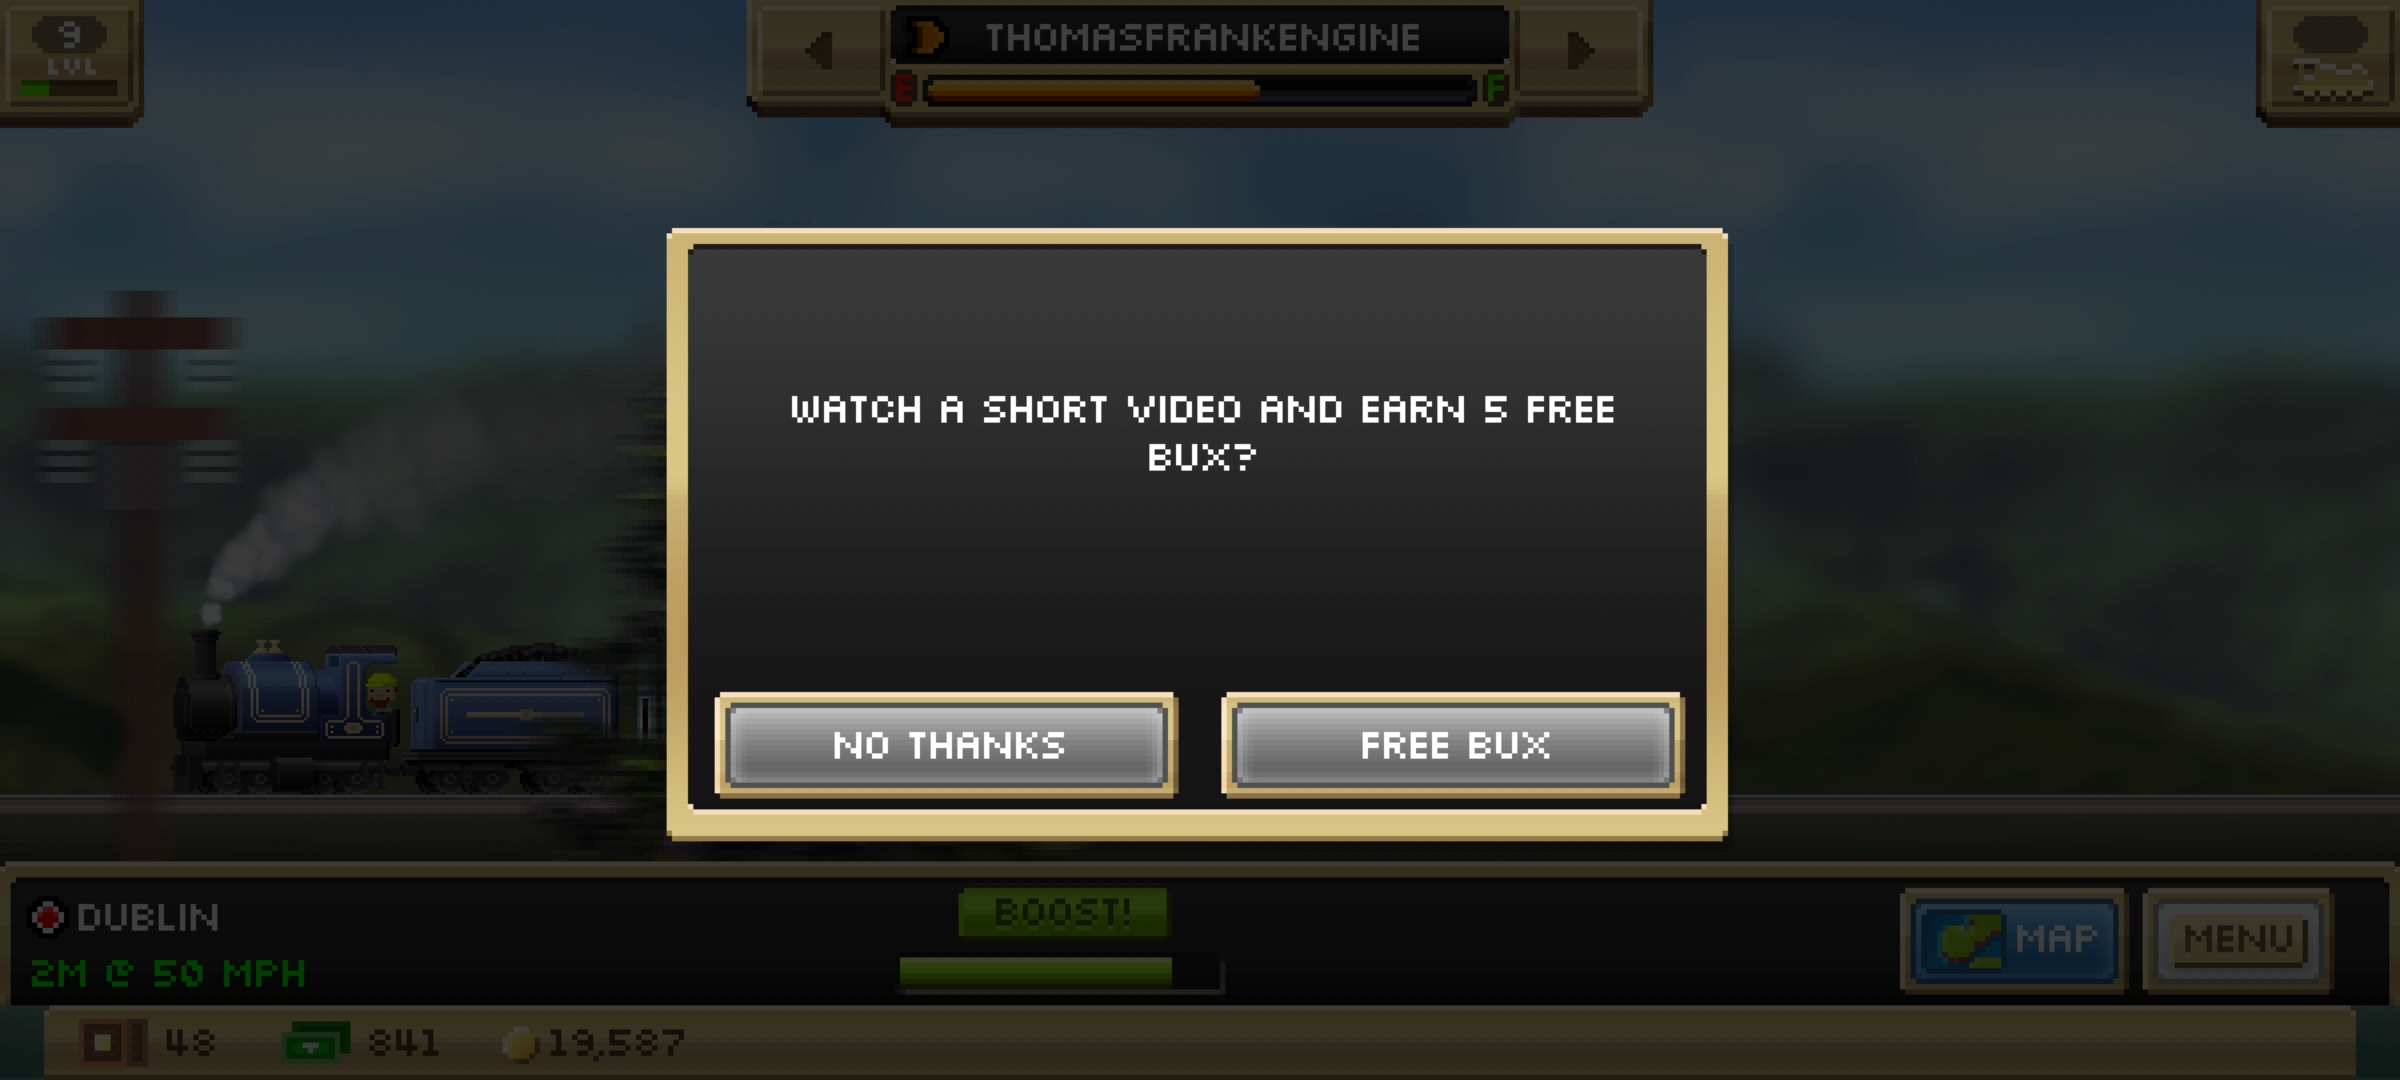 9
LVL
THOMASFRANKENGINE
E F
WATCH A SHORT VIDEO AND EARN 5 FREE
BUX?
NO THANKS
FREE BUX
DUBLIN
2M @ 50 MPH
BOOST!
MAP
MENU
48
841
19,587